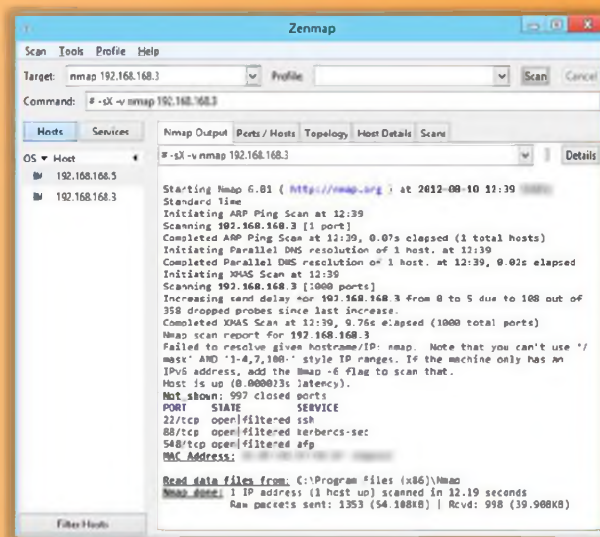 Zenmap
Scan Tools Profile Help
Target: nmap 192.168.168.3 Profile: Scan Cancel
Command: # -sX -v nmap 192.168.168.3
Hosts Services
OS Host
192.168.168.5
192.168.168.3
Filter Hosts
Nmap Output Ports / Hosts Topology Host Details Scans
# -sX -v nmap 192.168.168.3 Details
Starting Nmap 6.01 ( http://nmap.org ) at 2012-08-10 12:39
Standard Time
Initiating ARP Ping Scan at 12:39
Scanning 192.168.168.3 [1 port]
Completed ARP Ping Scan at 12:39, 0.07s elapsed (1 total hosts)
Initiating Parallel DNS resolution of 1 host. at 12:39
Completed Parallel DNS resolution of 1 host. at 12:39, 0.02s elapsed
Initiating XMAS Scan at 12:39
Scanning 192.168.168.3 [1000 ports]
Increasing send delay for 192.168.168.3 from 0 to 5 due to 108 out of
358 dropped probes since last increase.
Completed XMAS Scan at 12:39, 9.76s elapsed (1000 total ports)
Nmap scan report for 192.168.168.3
Failed to resolve given hostname/IP: nmap. Note that you can't use '/
mask' AND '1-4,7,100-' style IP ranges. If the machine only has an
IPv6 address, add the Nmap -6 flag to scan that.
Host is up (0.000023s latency).
Not shown: 997 closed ports
PORT STATE SERVICE
22/tcp open|filtered ssh
88/tcp open|filtered kerberos-sec
548/tcp open|filtered afp
MAC Address:
Read data files from: C:\Program Files (x86)\Nmap
Nmap done: 1 IP address (1 host up) scanned in 12.19 seconds
Raw packets sent: 1353 (54.108KB) | Rcvd: 998 (39.908KB)